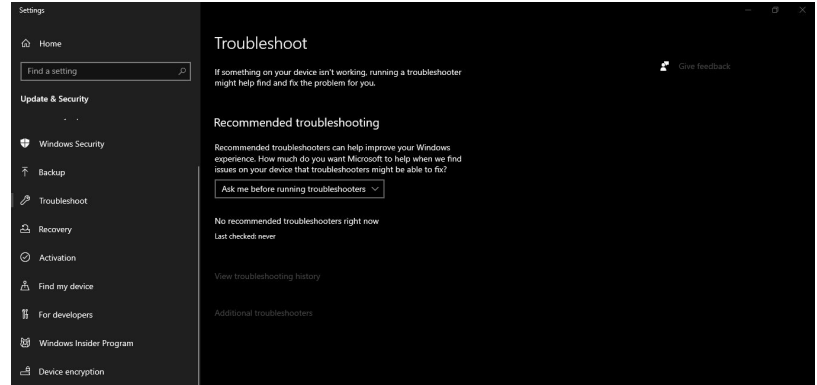 Settings
Home
Find a setting
Update & Security
Windows Security
Backup
Troubleshoot
Recovery
Activation
Find my device
For developers
Windows Insider Program
Device encryption
Troubleshoot
If something on your device isn't working, running a troubleshooter
might help find and fix the problem for you.
Recommended troubleshooting
Recommended troubleshooters can help improve your Windows
experience. How much do you want Microsoft to help when we find
issues on your device that troubleshooters might be able to fix?
Ask me before running troubleshooters
No recommended troubleshooters right now
Last checked: never
View troubleshooting history
Additional troubleshooters
Give feedback